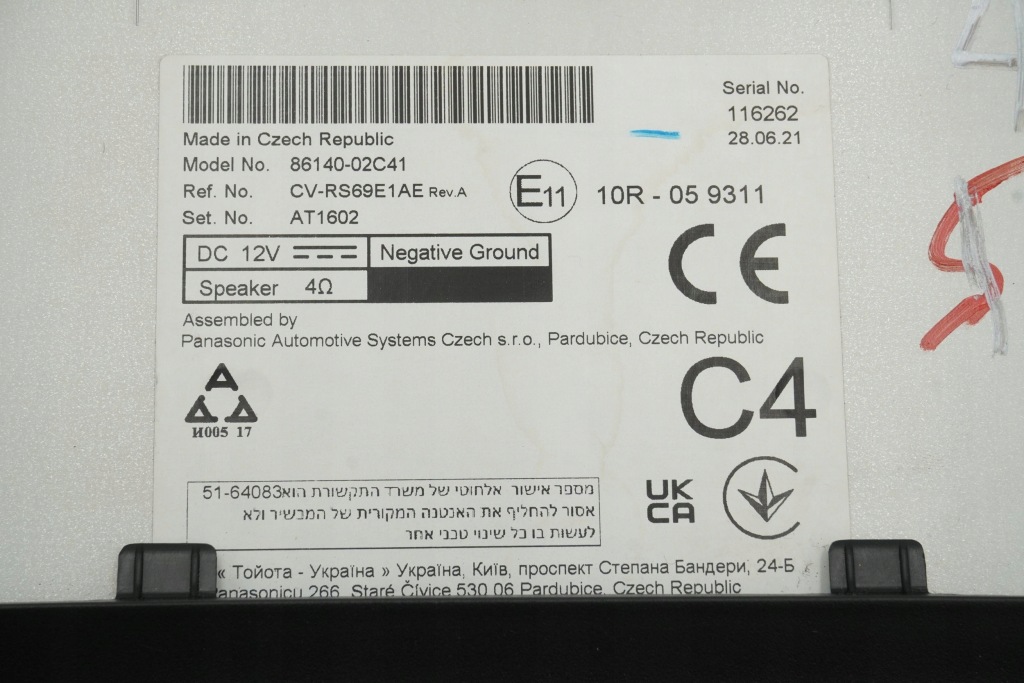 Serial No.
116262
28.06.21
Made in Czech Republic
Model No. 86140-02C41
Ref. No. CV-RS69E1AE Rev.A
Set. No. AT1602
E11 10R - 05 9311
DC 12V Negative Ground
Speaker 4Ω
CE
Assembled by
Panasonic Automotive Systems Czech s.r.o., Pardubice, Czech Republic
C4
И005 17
מספר אישור אלחוטי של משרד התקשורת הוא51-64083
אסור להחליף את האנטנה המקורית של המכשיר ולא
לעשות בו כל שינוי טכני אחר
UK
CA
« Тойота - Україна » Україна, Київ, проспект Степана Бандери, 24-Б
266, Staré Čívice 530 06 Pardubice, Czech Republic